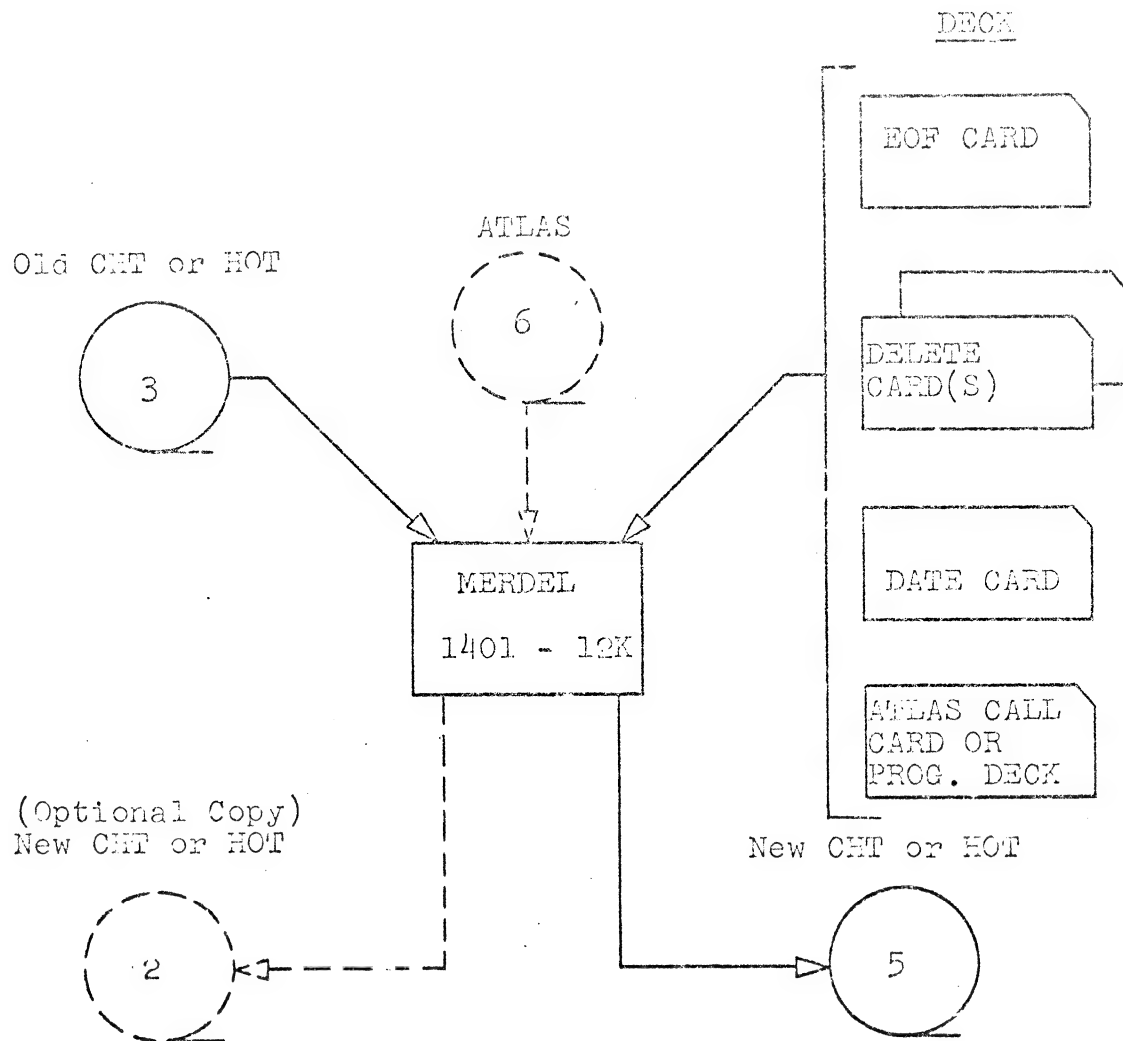 DECK
EOF CARD
ATLAS
6
Old CHT or HOT
3
DELETE
CARD(S)
MERDEL
1401 - 12K
DATE CARD
ATLAS CALL
CARD OR
PROG. DECK
(Optional Copy)
New CHT or HOT
2
New CHT or HOT
5